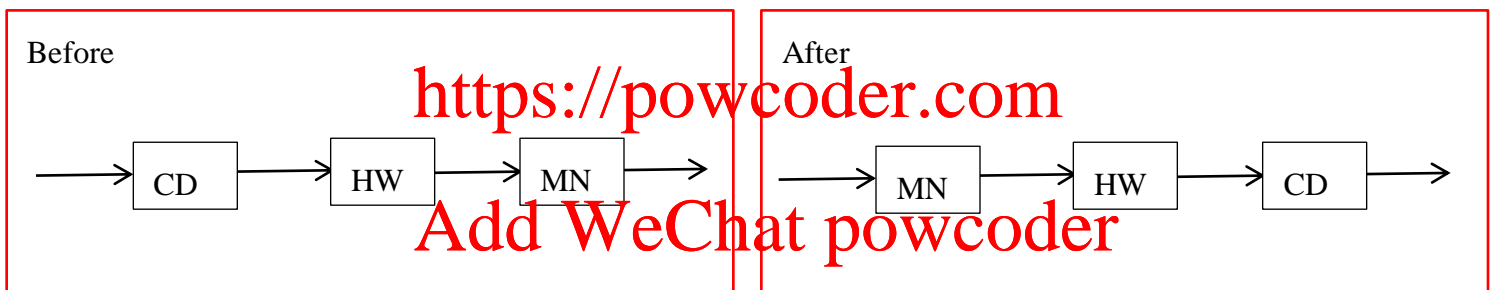 Before
After
https://powcoder.com
CD
HW
MN
MN
HW
CD
Add WeChat powcoder